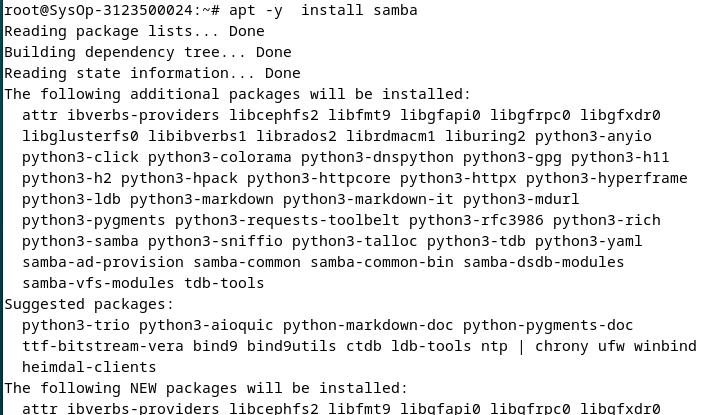 root@SysOp-3123500024:~# apt -y  install samba
Reading package lists... Done
Building dependency tree... Done
Reading state information... Done
The following additional packages will be installed:
  attr ibverbs-providers libcephfs2 libfmt9 libgfapi0 libgfrpc0 libgfxdr0
  libglusterfs0 libibverbs1 librados2 librdmacm1 liburing2 python3-anyio
  python3-click python3-colorama python3-dnspython python3-gpg python3-h11
  python3-h2 python3-hpack python3-httpcore python3-httpx python3-hyperframe
  python3-ldb python3-markdown python3-markdown-it python3-mdurl
  python3-pygments python3-requests-toolbelt python3-rfc3986 python3-rich
  python3-samba python3-sniffio python3-talloc python3-tdb python3-yaml
  samba-ad-provision samba-common samba-common-bin samba-dsdb-modules
  samba-vfs-modules tdb-tools
Suggested packages:
  python3-trio python3-aioquic python-markdown-doc python-pygments-doc
  ttf-bitstream-vera bind9 bind9utils ctdb ldb-tools ntp | chrony ufw winbind
  heimdal-clients
The following NEW packages will be installed:
  attr ibverbs-providers libcephfs2 libfmt9 libgfapi0 libgfrpc0 libgfxdr0